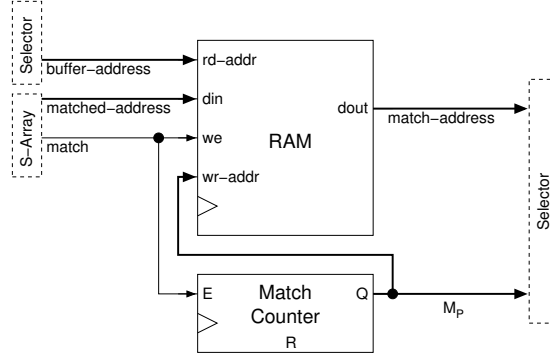 Selector
buffer-address
rd-addr
S-Array
matched-address
din
match
we
dout
match-address
RAM
wr-addr
Selector
E
Match
Counter
Q
R
M_P